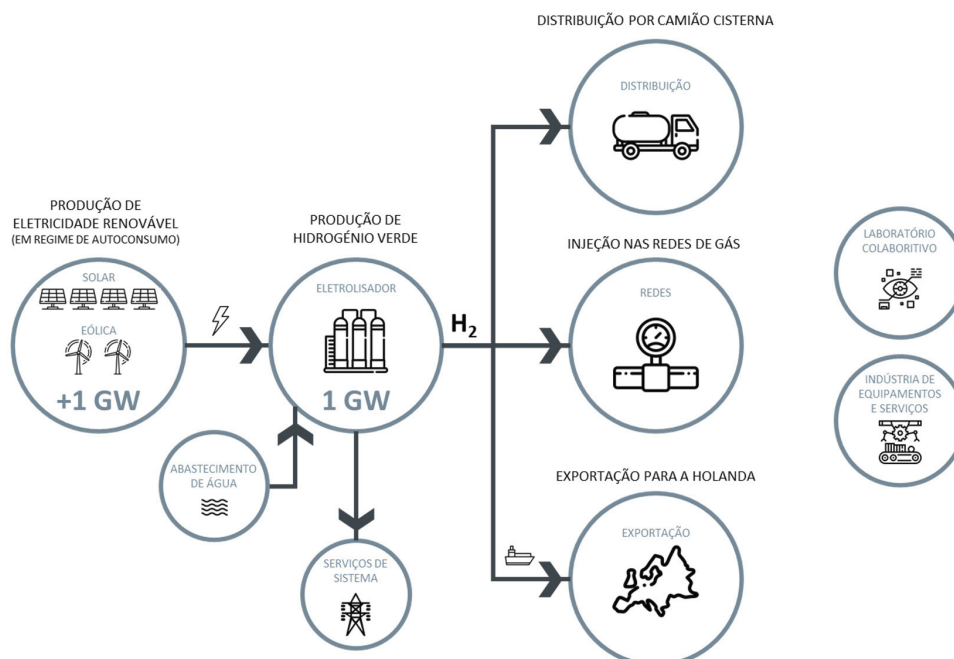 DISTRIBUIÇÃO POR CAMIÃO CISTERNA
DISTRIBUIÇÃO
PRODUÇÃO DE
ELETRICIDADE RENOVÁVEL
(EM REGIME DE AUTOCONSUMO)
SOLAR
EÓLICA
+1 GW
PRODUÇÃO DE
HIDROGÉNIO VERDE
ELETROLISADOR
1 GW
H2
INJEÇÃO NAS REDES DE GÁS
REDES
LABORATÓRIO
COLABORITIVO
INDÚSTRIA DE
EQUIPAMENTOS
E SERVIÇOS
ABASTECIMENTO
DE ÁGUA
SERVIÇOS DE
SISTEMA
EXPORTAÇÃO PARA A HOLANDA
EXPORTAÇÃO